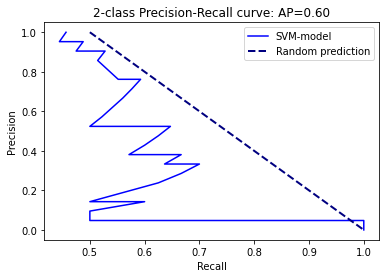 2-class Precision-Recall curve: AP=0.60
SVM-model
Random prediction
Precision
1.0
0.8
0.6
0.4
0.2
0.0
0.5 0.6 0.7 0.8 0.9 1.0
Recall